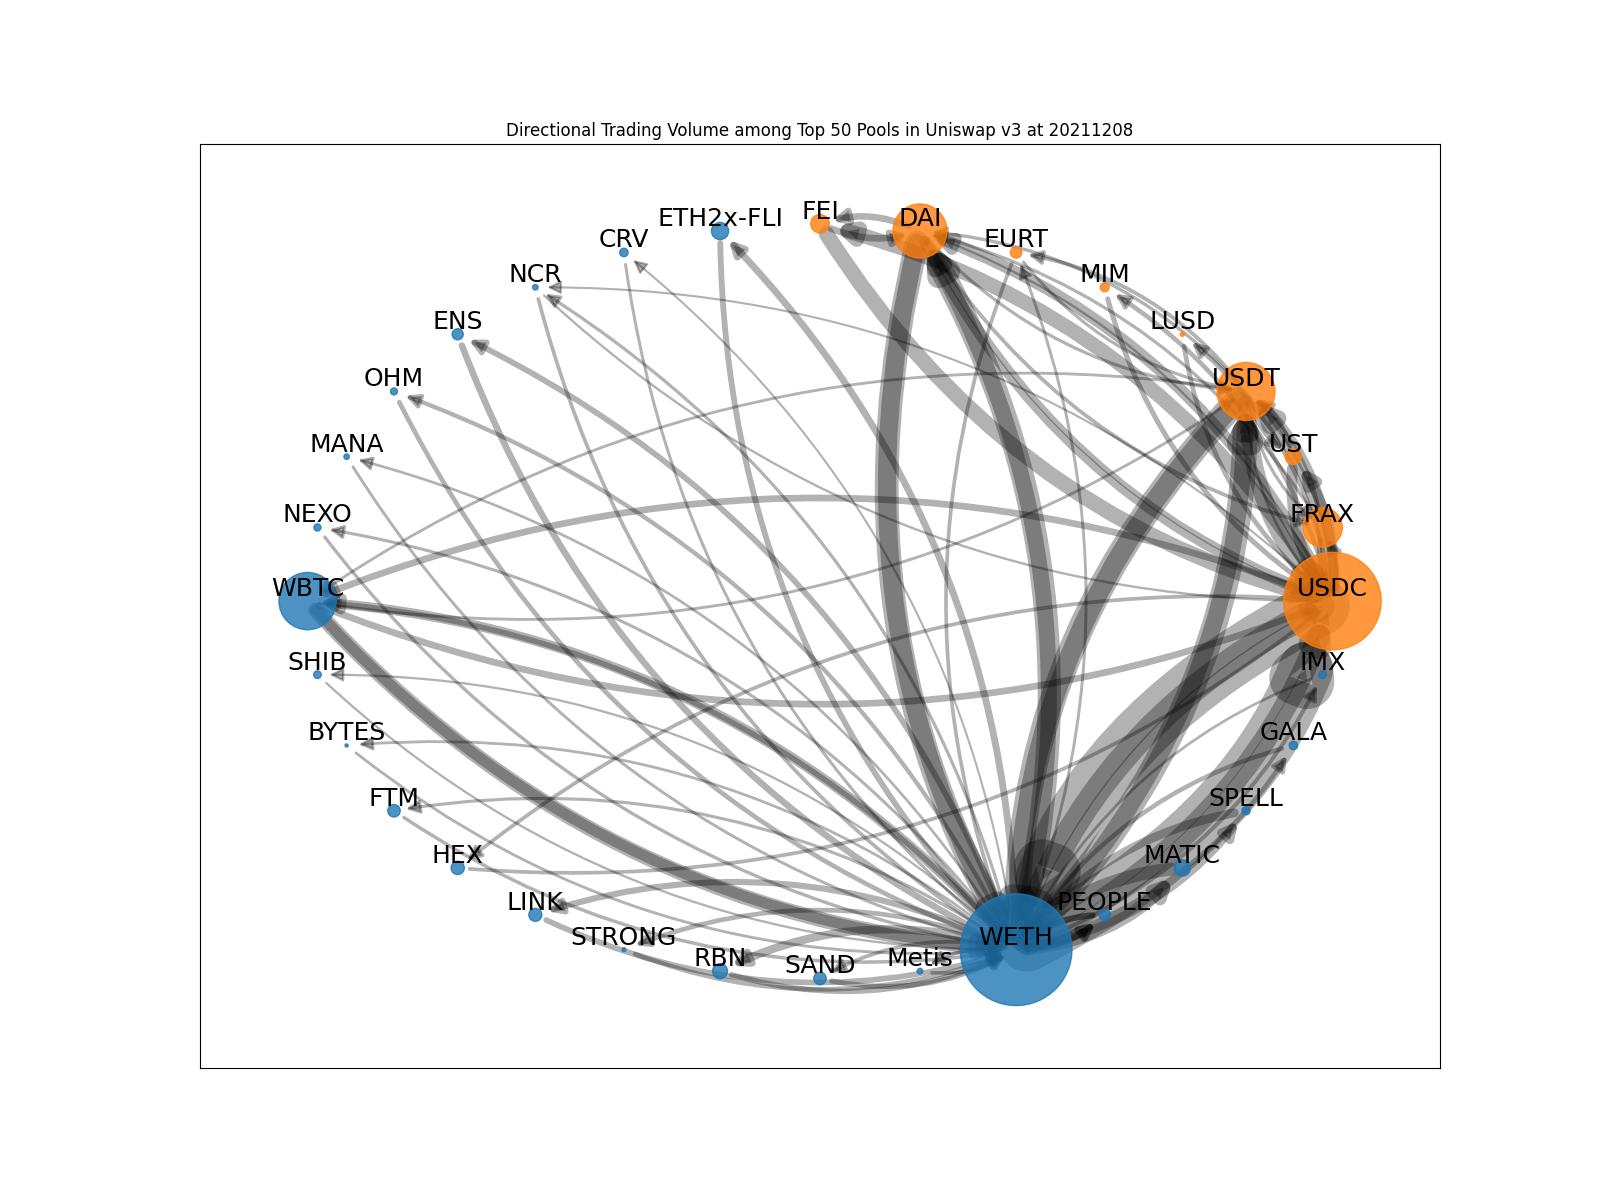 Directional Trading Volume among Top 50 Pools in Uniswap v3 at 20211208
FEI
DAI
ETH2x-FLI
EURT
CRV
MIM
NCR
LUSD
ENS
USDT
OHM
UST
MANA
FRAX
NEXO
USDC
WBTC
IMX
SHIB
GALA
BYTES
SPELL
FTM
MATIC
HEX
PEOPLE
LINK
WETH
STRONG
Metis
RBN
SAND